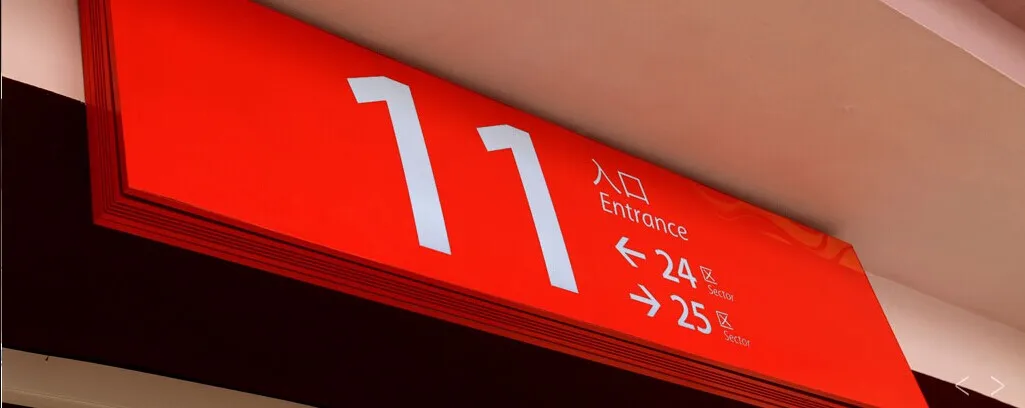 11
入口
Entrance
← 24 区 Sector
→ 25 区 Sector